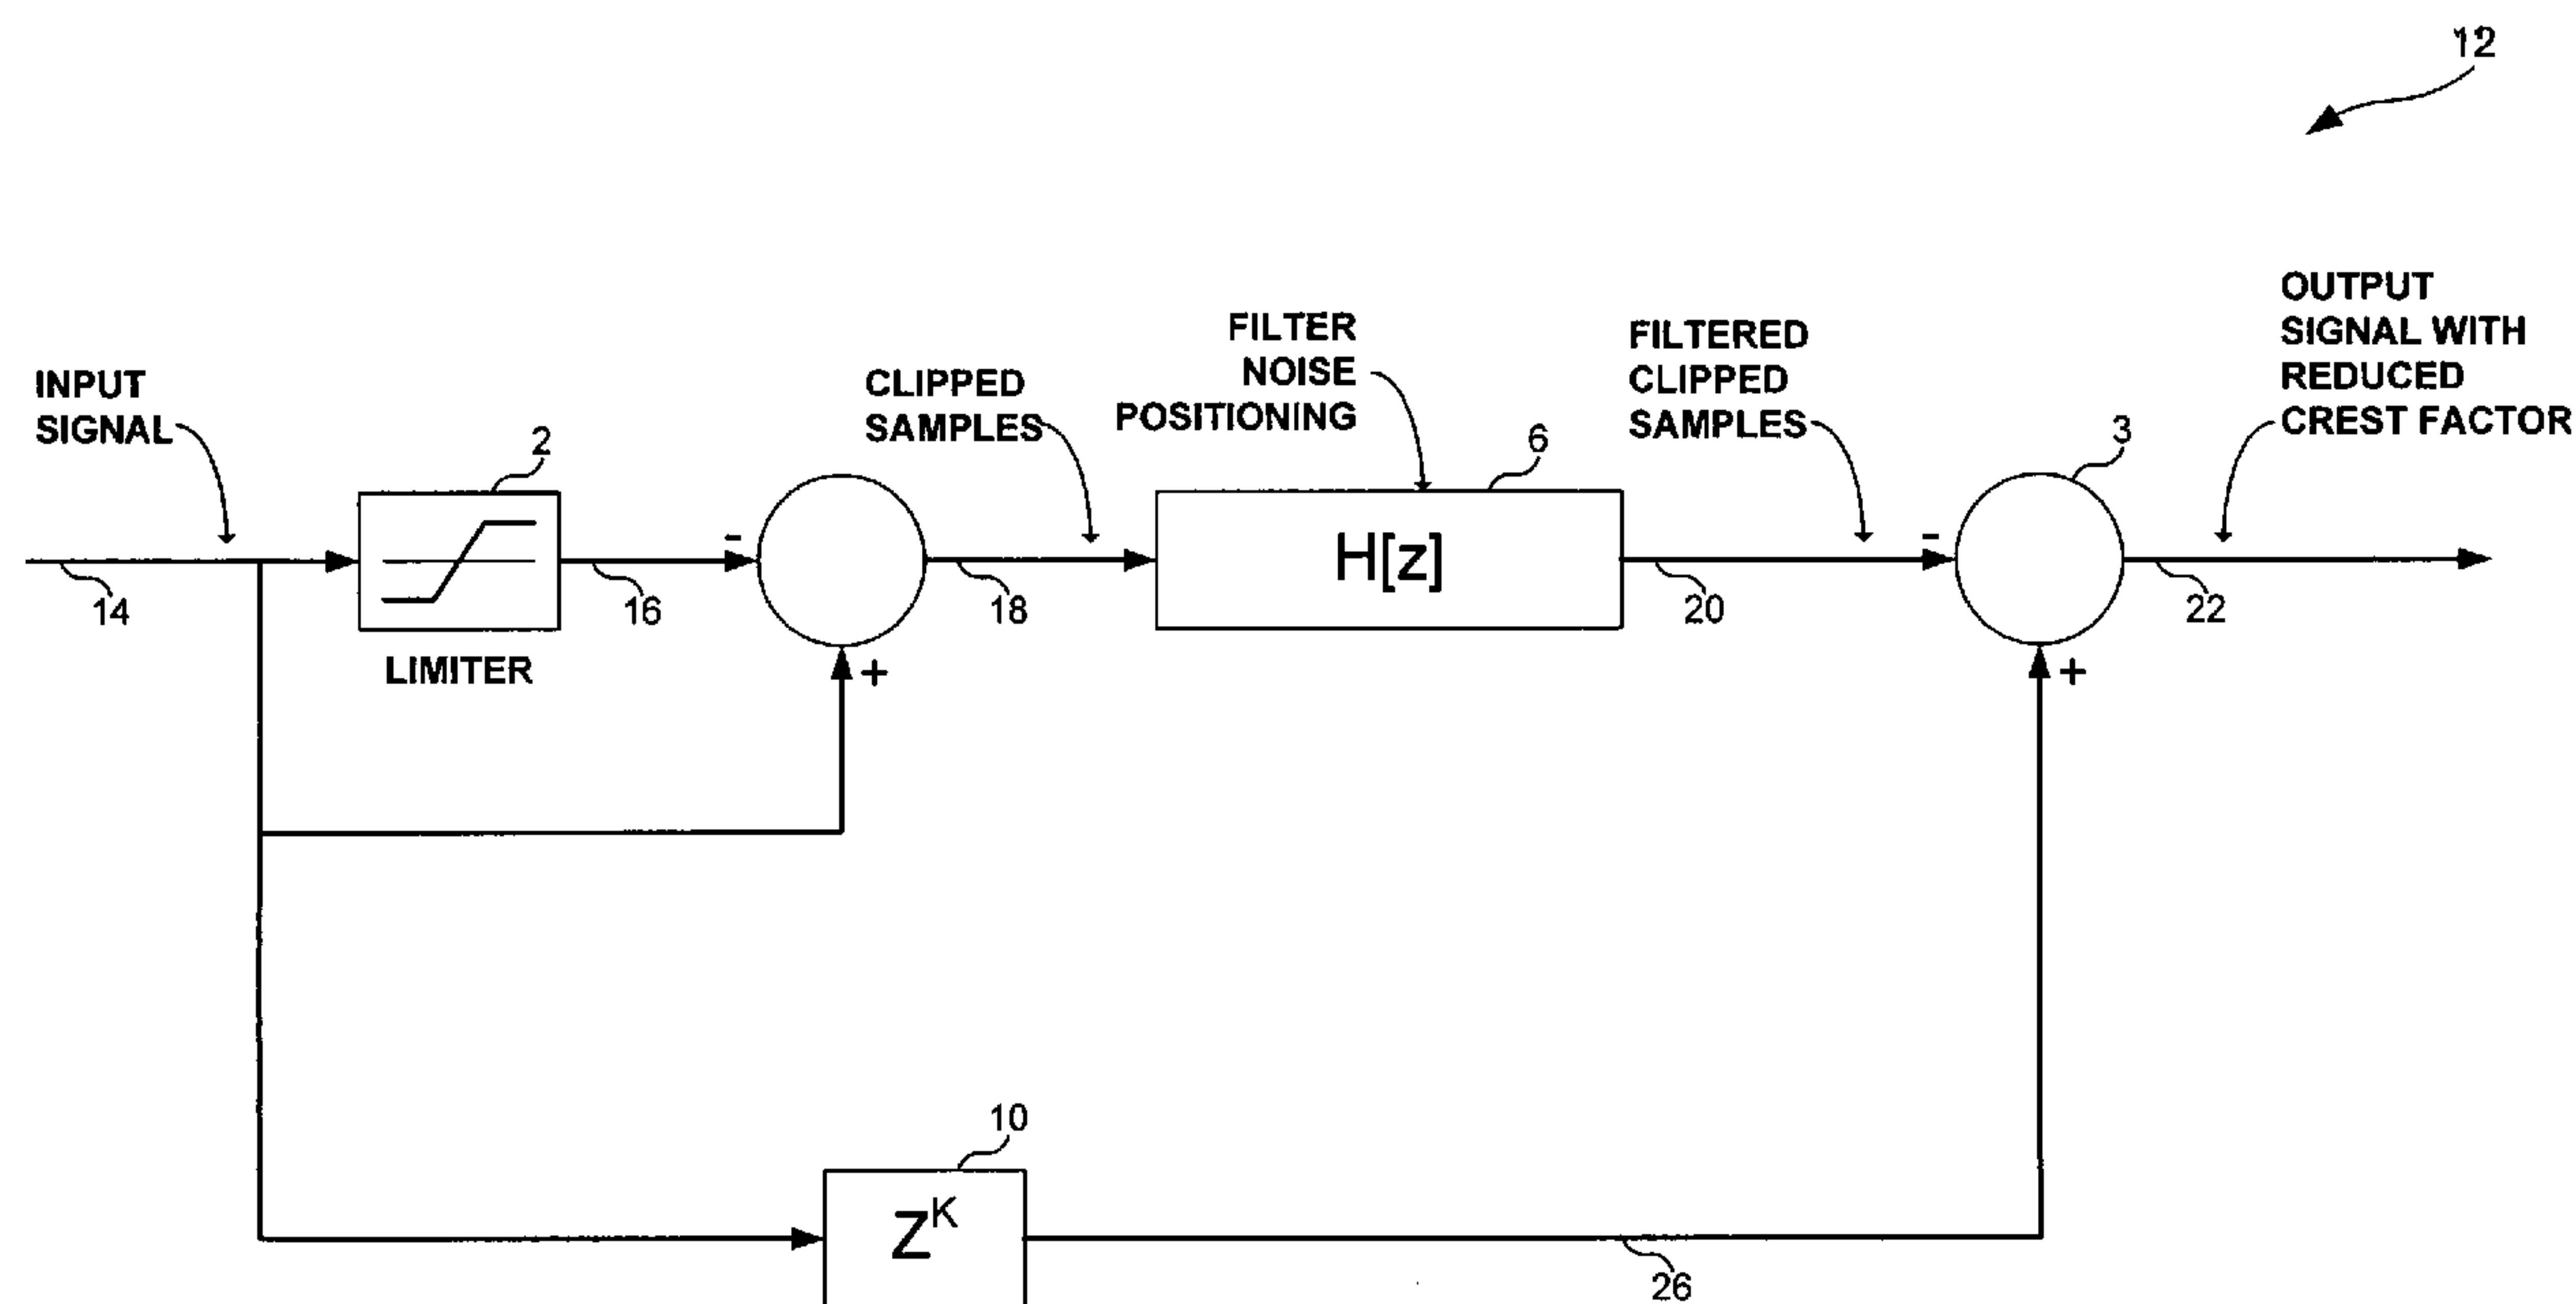 12
INPUT
SIGNAL
14
2
LIMITER
-
16
+
CLIPPED
SAMPLES
18
FILTER
NOISE
POSITIONING
6
H[z]
FILTERED
CLIPPED
SAMPLES
20
-
3
+
OUTPUT
SIGNAL WITH
REDUCED
CREST FACTOR
22
10
Z^K
26